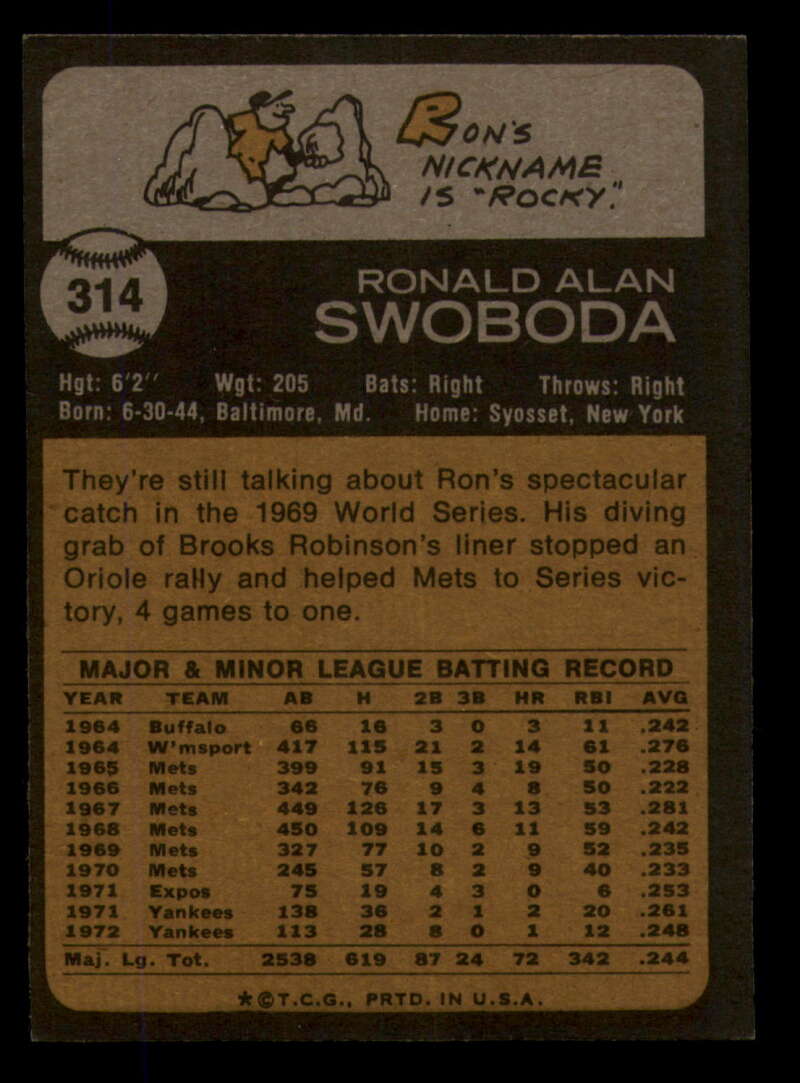 RON'S
NICKNAME
IS "ROCKY."
314
RONALD ALAN
SWOBODA
Hgt: 6'2" Wgt: 205 Bats: Right Throws: Right
Born: 6-30-44, Baltimore, Md. Home: Syosset, New York
They're still talking about Ron's spectacular
catch in the 1969 World Series. His diving
grab of Brooks Robinson's liner stopped an
Oriole rally and helped Mets to Series vic-
tory, 4 games to one.
MAJOR & MINOR LEAGUE BATTING RECORD
YEAR TEAM AB H 2B 3B HR RBI AVG
1964 Buffalo 66 16 3 0 3 11 .242
1964 W'msport 417 115 21 2 14 61 .276
1965 Mets 399 91 15 3 19 50 .228
1966 Mets 342 76 9 4 8 50 .222
1967 Mets 449 126 17 3 13 53 .281
1968 Mets 450 109 14 6 11 59 .242
1969 Mets 327 77 10 2 9 52 .235
1970 Mets 245 57 8 2 9 40 .233
1971 Expos 75 19 4 3 0 6 .253
1971 Yankees 138 36 2 1 2 20 .261
1972 Yankees 113 28 8 0 1 12 .248
Maj. Lg. Tot. 2538 619 87 24 72 342 .244
★©T.C.G., PRTD. IN U.S.A.